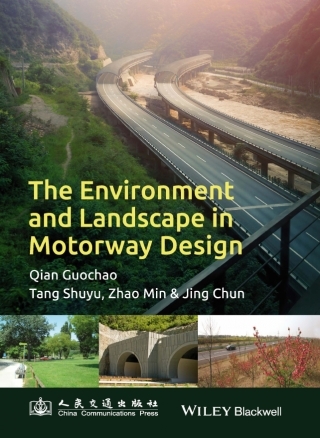 The Environment
and Landscape in
Motorway Design
Qian Guochao
Tang Shuyu, Zhao Min & Jing Chun
人民交通出版社
China Communications Press
WILEY Blackwell